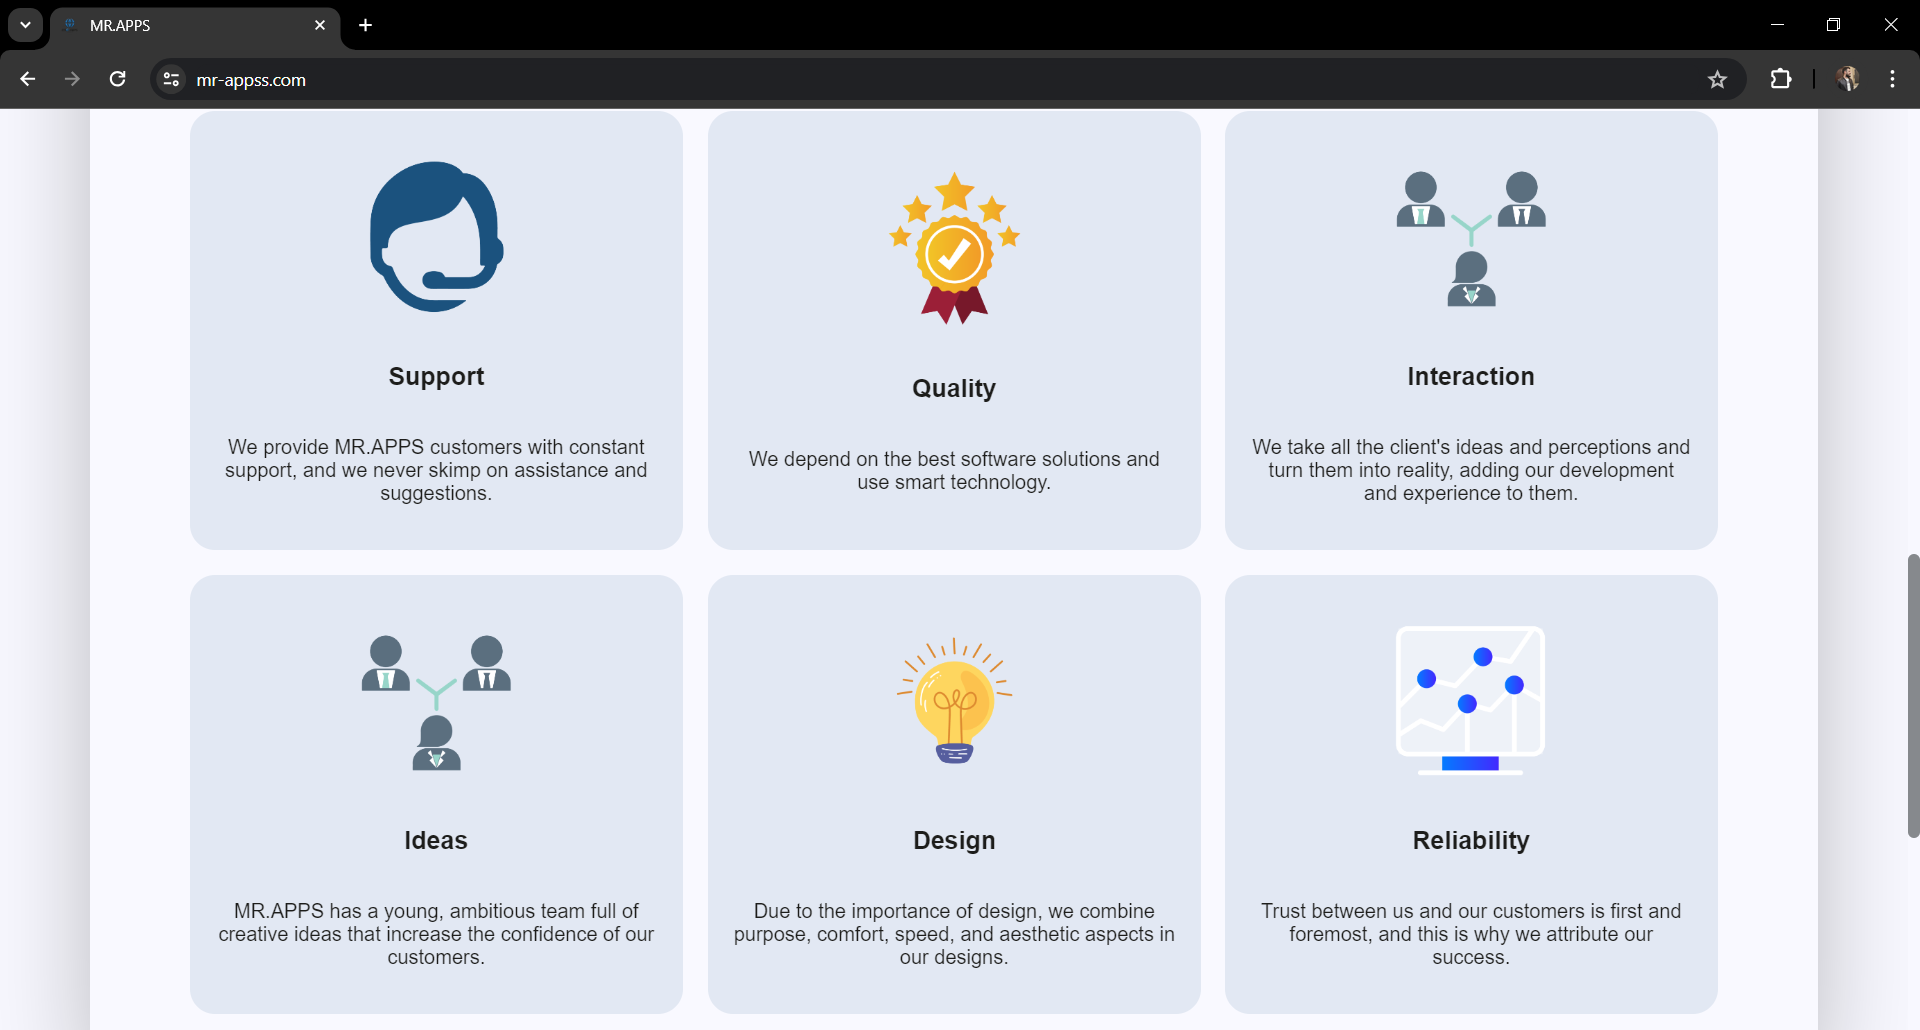 MR.APPS
mr-appss.com
Support
We provide MR.APPS customers with constant
support, and we never skimp on assistance and
suggestions.
Quality
We depend on the best software solutions and
use smart technology.
Interaction
We take all the client's ideas and perceptions and
turn them into reality, adding our development
and experience to them.
Ideas
MR.APPS has a young, ambitious team full of
creative ideas that increase the confidence of our
customers.
Design
Due to the importance of design, we combine
purpose, comfort, speed, and aesthetic aspects in
our designs.
Reliability
Trust between us and our customers is first and
foremost, and this is why we attribute our
success.